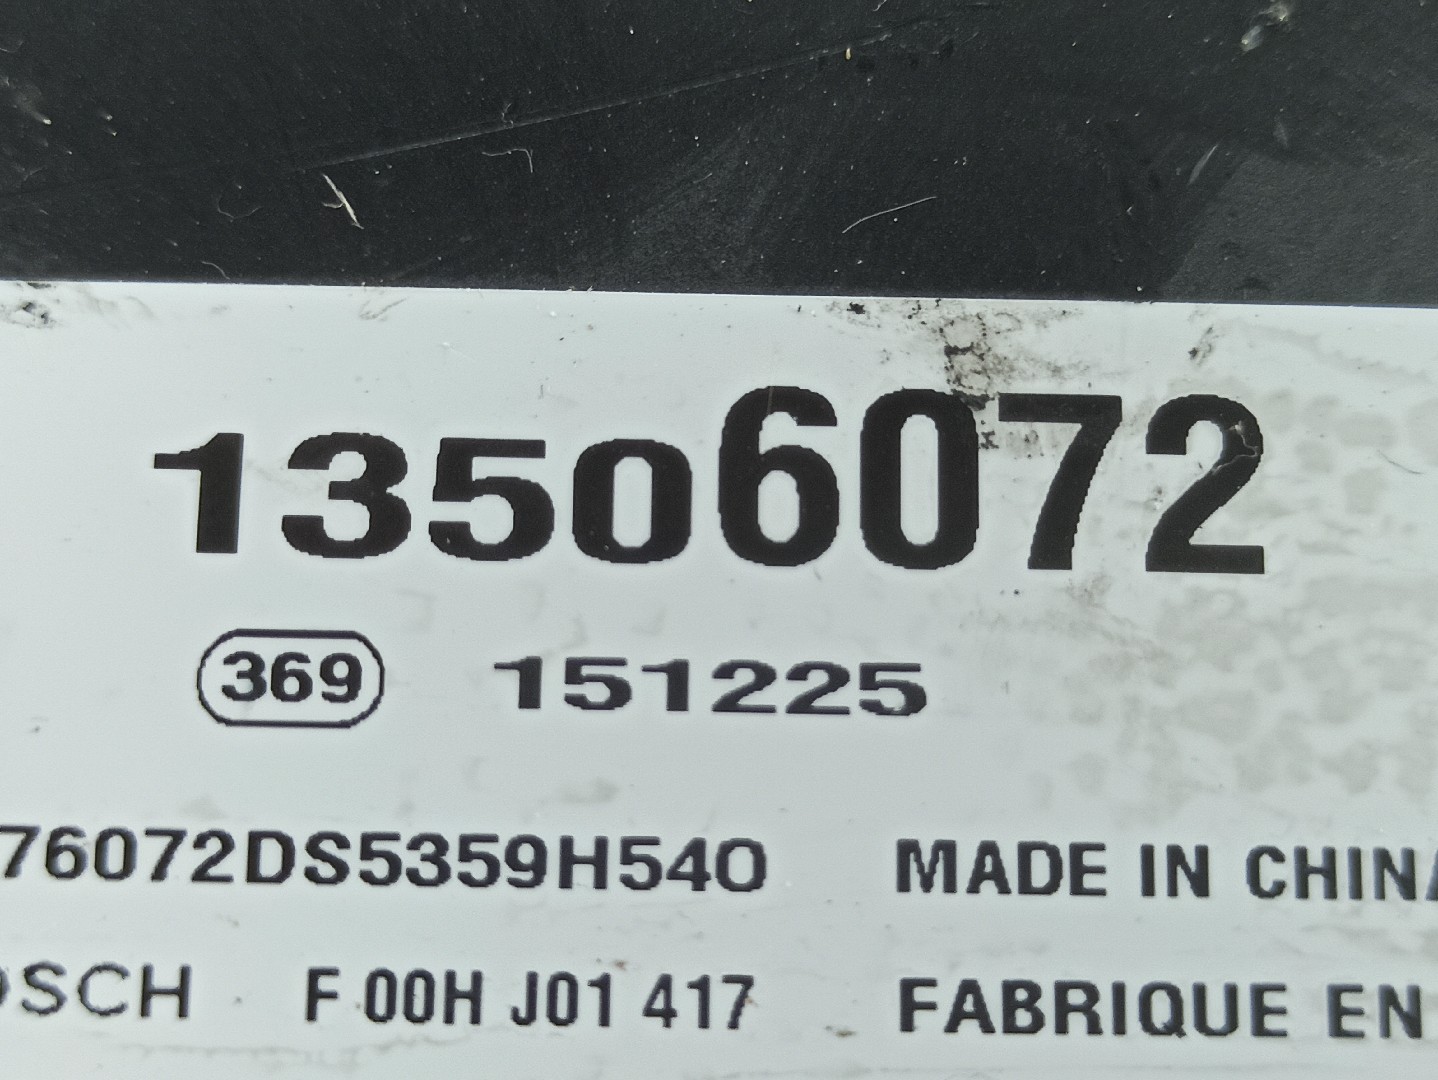 13506072
369 151225
76072DS5359H540 MADE IN CHINA
OSCH F 00H J01 417 FABRIQUE EN